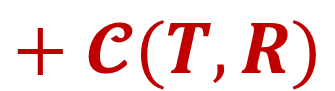 + 𝓒(T, R)